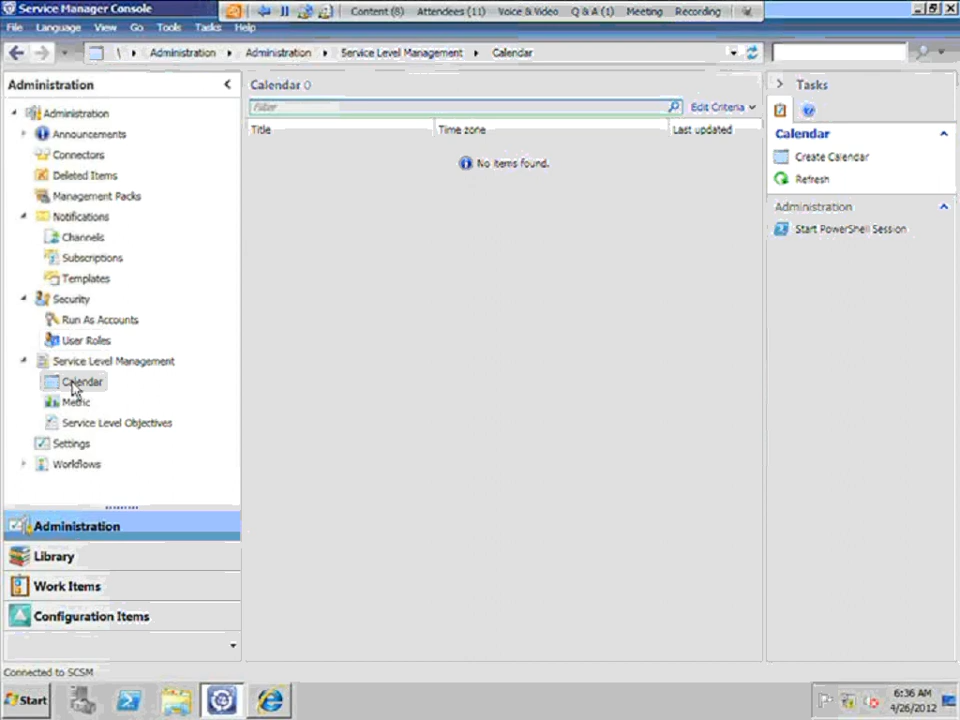 Service Manager Console
Content (8) Attendees (11) Voice & Video Q & A (1) Meeting Recording
File Language View Go Tools Tasks Help
\ Administration Administration Service Level Management Calendar
Administration
Administration
Announcements
Connectors
Deleted Items
Management Packs
Notifications
Channels
Subscriptions
Templates
Security
Run As Accounts
User Roles
Service Level Management
Calendar
Metric
Service Level Objectives
Settings
Workflows
Administration
Library
Work Items
Configuration Items
Calendar 0
Filter
Edit Criteria
Title Time zone Last updated
No items found.
Tasks
Calendar
Create Calendar
Refresh
Administration
Start PowerShell Session
Connected to SCSM
Start
6:36 AM
4/26/2012